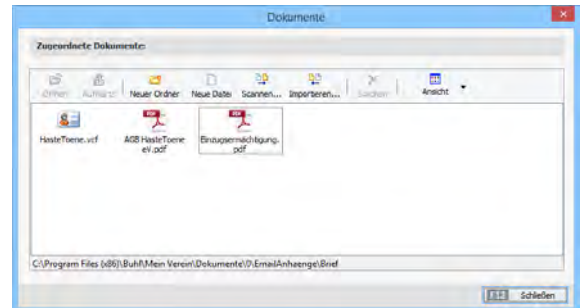 Dokumente
Zugeordnete Dokumente:
Öffnen Aufwärts Neuer Ordner Neue Datei Scannen... Importieren... Löschen Ansicht
HasteToene.vcf AGB HasteToene Einzugsermächtigung.
eV.pdf pdf
C:\Program Files (x86)\Buhl\Mein Verein\Dokumente\0\EmailAnhaenge\Brief
Schließen